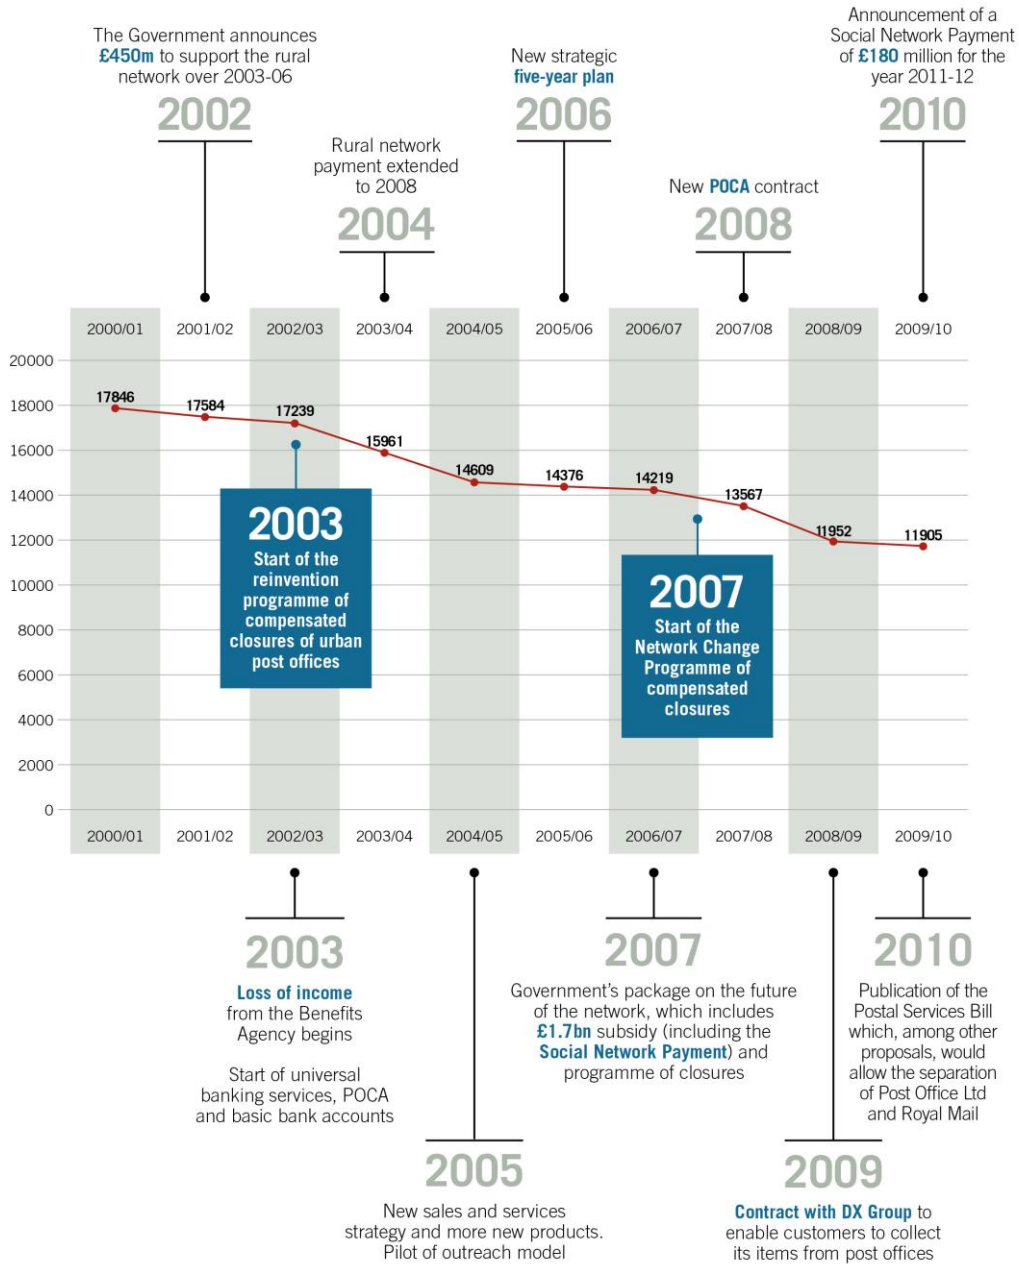 The Government announces
£450m to support the rural
network over 2003-06
2002
Rural network
payment extended
to 2008
2004
New strategic
five-year plan
2006
New POCA contract
2008
Announcement of a
Social Network Payment
of £180 million for the
year 2011-12
2010
2000/01 2001/02 2002/03 2003/04 2004/05 2005/06 2006/07 2007/08 2008/09 2009/10
20000
18000
16000
14000
12000
10000
8000
6000
4000
2000
0
17846 17584 17239 15961 14609 14376 14219 13567 11952 11905
2003
Start of the
reinvention
programme of
compensated
closures of urban
post offices
2007
Start of the
Network Change
Programme of
compensated
closures
2000/01 2001/02 2002/03 2003/04 2004/05 2005/06 2006/07 2007/08 2008/09 2009/10
2003
Loss of income
from the Benefits
Agency begins
Start of universal
banking services, POCA
and basic bank accounts
2005
New sales and services
strategy and more new products.
Pilot of outreach model
2007
Government's package on the future
of the network, which includes
£1.7bn subsidy (including the
Social Network Payment) and
programme of closures
2009
Contract with DX Group to
enable customers to collect
its items from post offices
2010
Publication of the
Postal Services Bill
which, among other
proposals, would
allow the separation
of Post Office Ltd
and Royal Mail